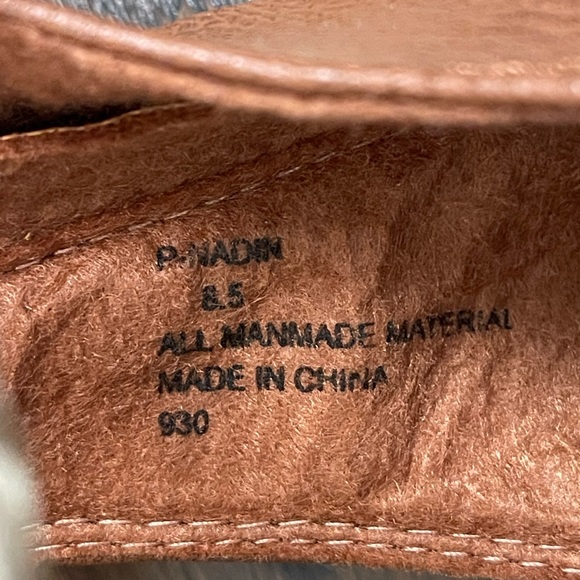 P-NADIN
8.5
ALL MANMADE MATERIAL
MADE IN CHINA
930